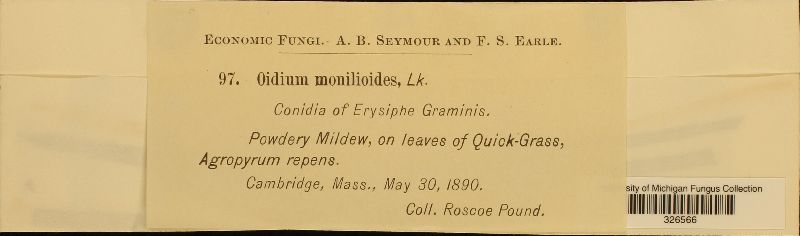 Economic Fungi.- A. B. Seymour and F. S. Earle.
97. Oidium monilioides, Lk.
Conidia of Erysiphe Graminis.
Powdery Mildew, on leaves of Quick-Grass,
Agropyrum repens.
Cambridge, Mass., May 30, 1890.
Coll. Roscoe Pound.
of Michigan Fungus Collection
326566